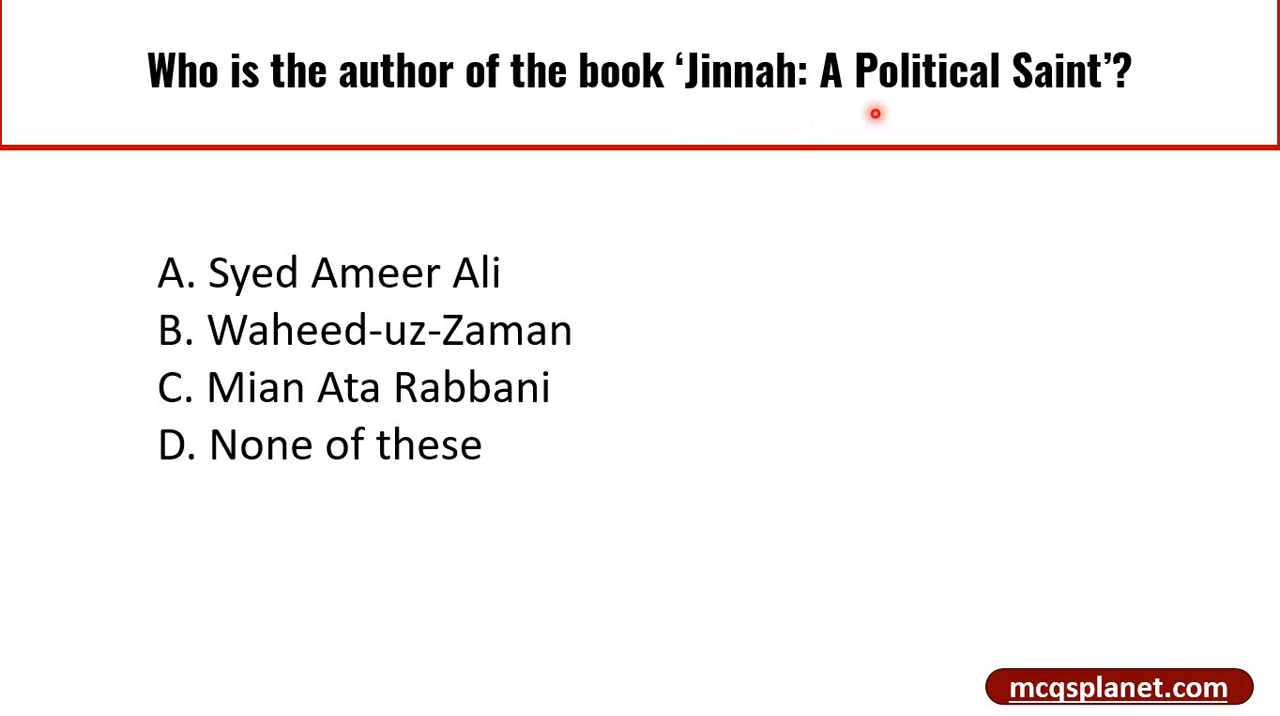 Who is the author of the book ‘Jinnah: A Political Saint’?
A. Syed Ameer Ali
B. Waheed-uz-Zaman
C. Mian Ata Rabbani
D. None of these
mcqsplanet.com